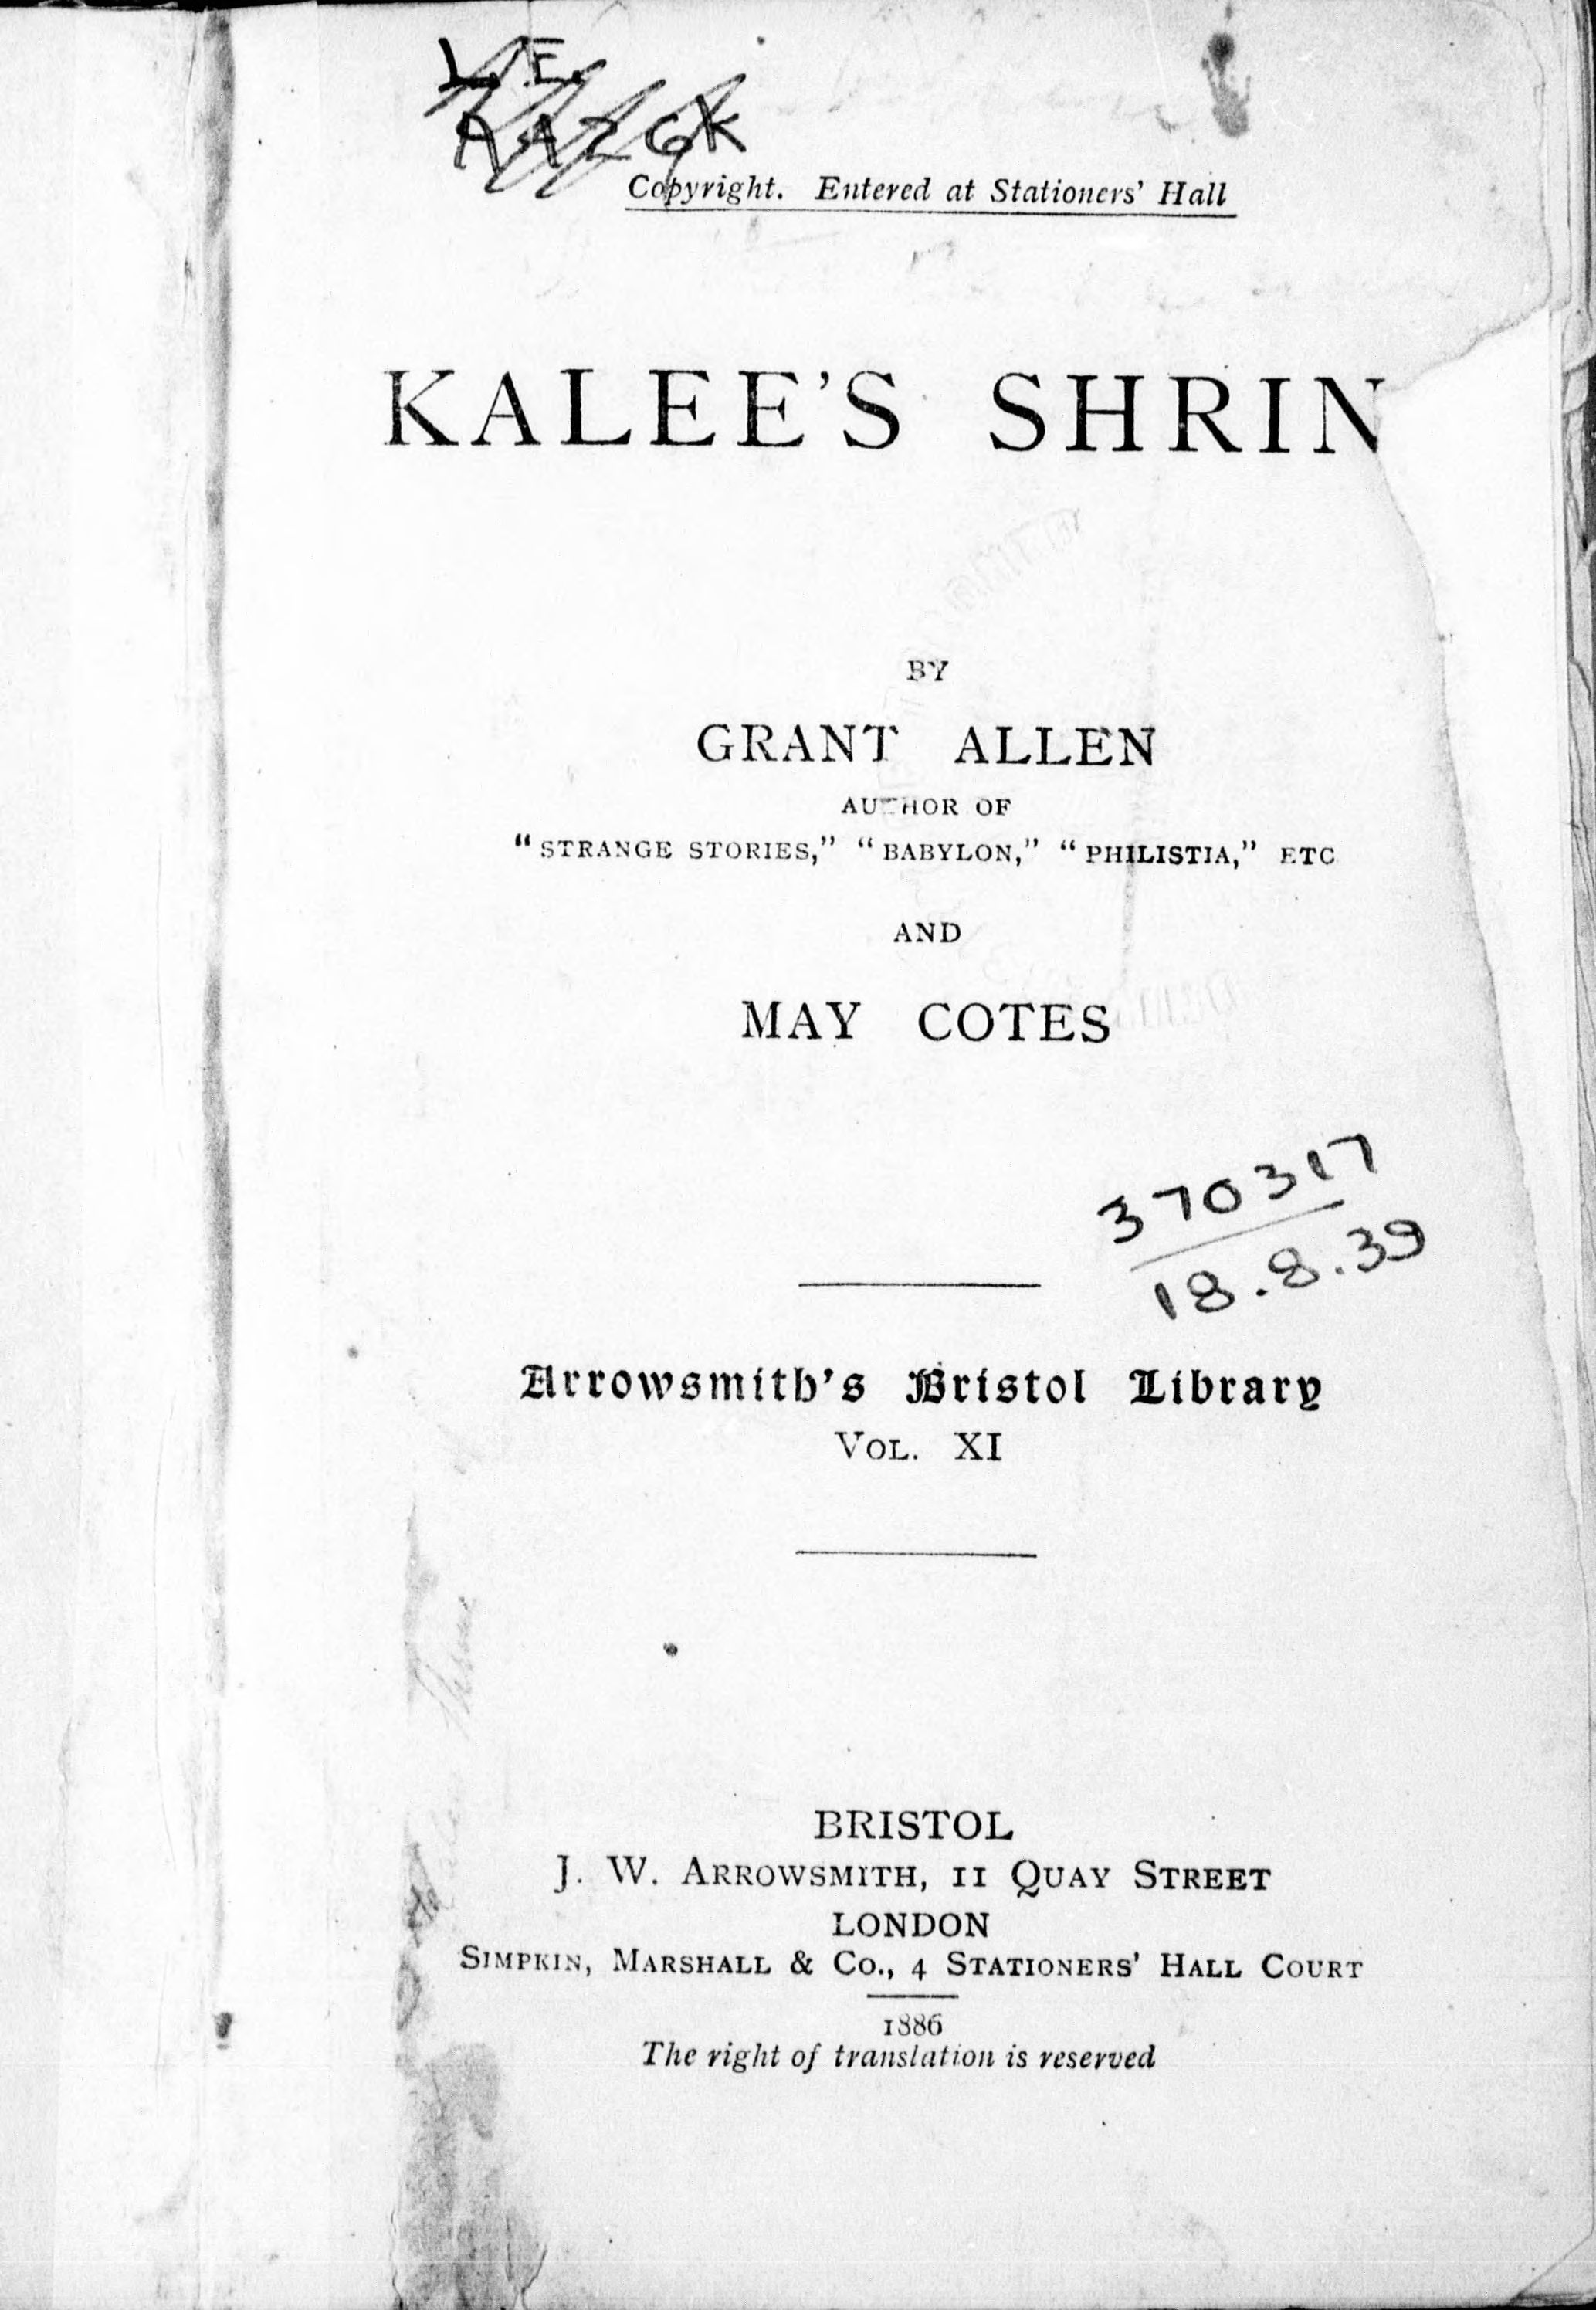 L. E.
Copyright. Entered at Stationers' Hall
KALEE'S SHRIN
BY
GRANT ALLEN
AUTHOR OF
"STRANGE STORIES," "BABYLON," "PHILISTIA," ETC
AND
MAY COTES
370317
18.8.39
Arrowsmith's Bristol Library
VOL. XI
BRISTOL
J. W. ARROWSMITH, 11 QUAY STREET
LONDON
SIMPKIN, MARSHALL & CO., 4 STATIONERS' HALL COURT
1886
The right of translation is reserved